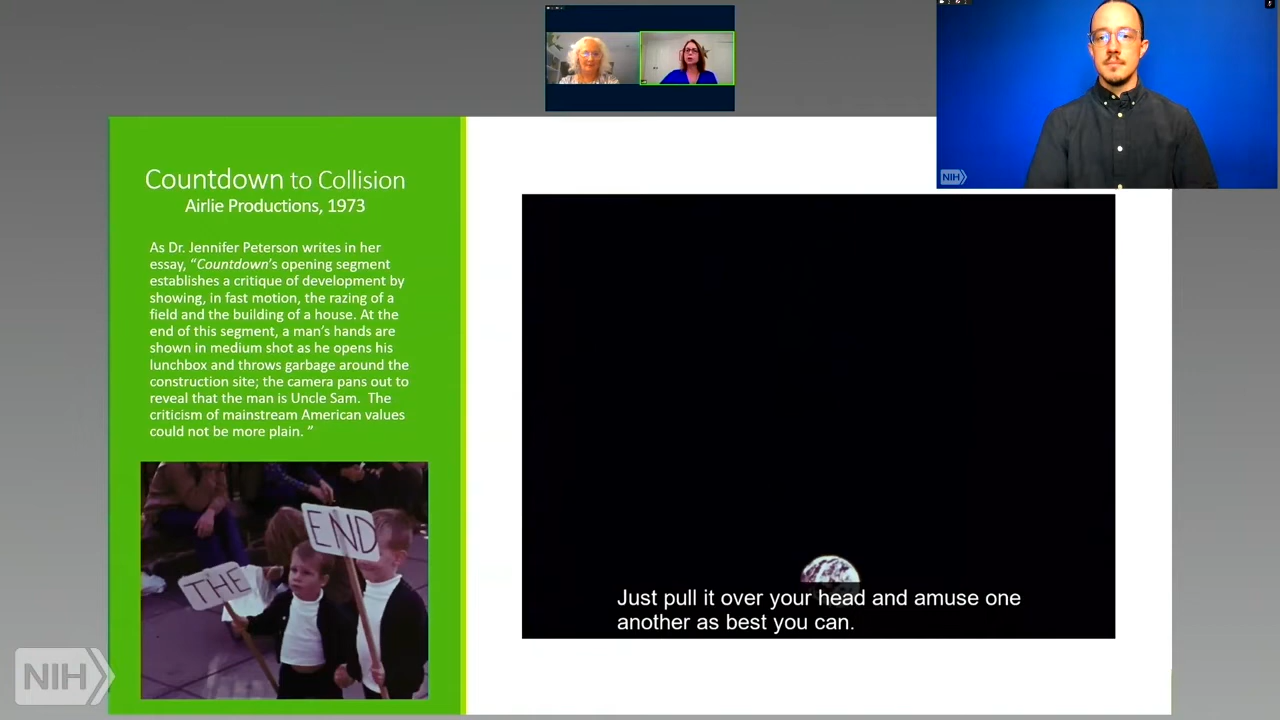 NIH
Countdown to Collision
Airlie Productions, 1973
As Dr. Jennifer Peterson writes in her
essay, “Countdown’s opening segment
establishes a critique of development by
showing, in fast motion, the razing of a
field and the building of a house. At the
end of this segment, a man’s hands are
shown in medium shot as he opens his
lunchbox and throws garbage around the
construction site; the camera pans out to
reveal that the man is Uncle Sam.  The
criticism of mainstream American values
could not be more plain. ”
THE
END
Just pull it over your head and amuse one
another as best you can.
NIH